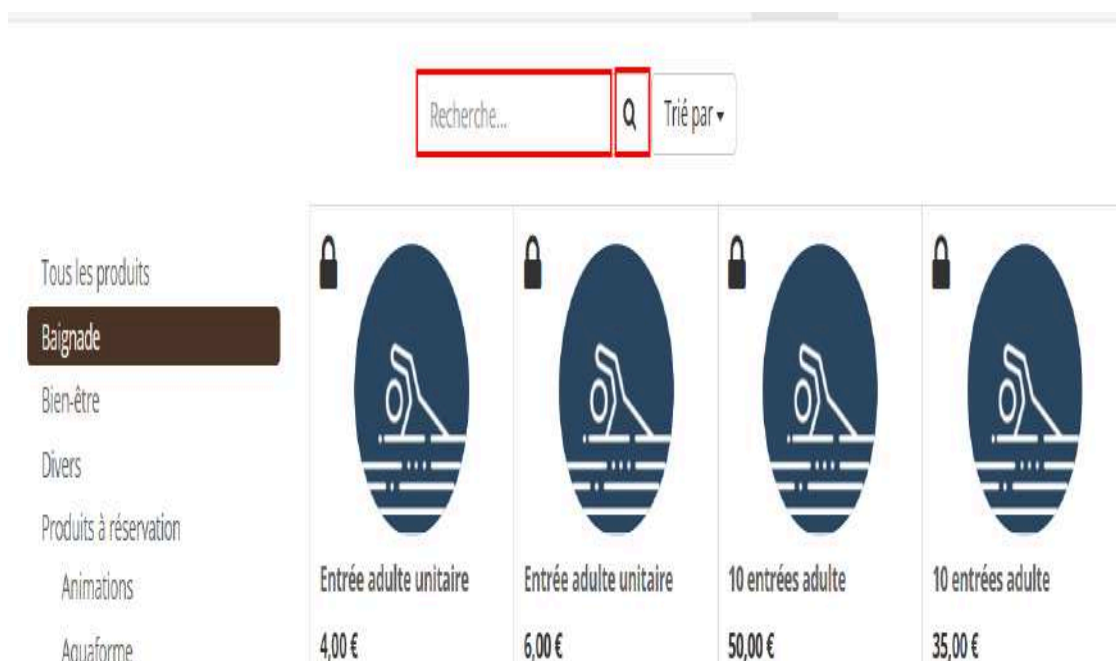 Recherche...
Trié par
Tous les produits
Baignade
Bien-être
Divers
Produits à réservation
Animations
Aquaforme
Entrée adulte unitaire
4,00 €
Entrée adulte unitaire
6,00 €
10 entrées adulte
50,00 €
10 entrées adulte
35,00 €